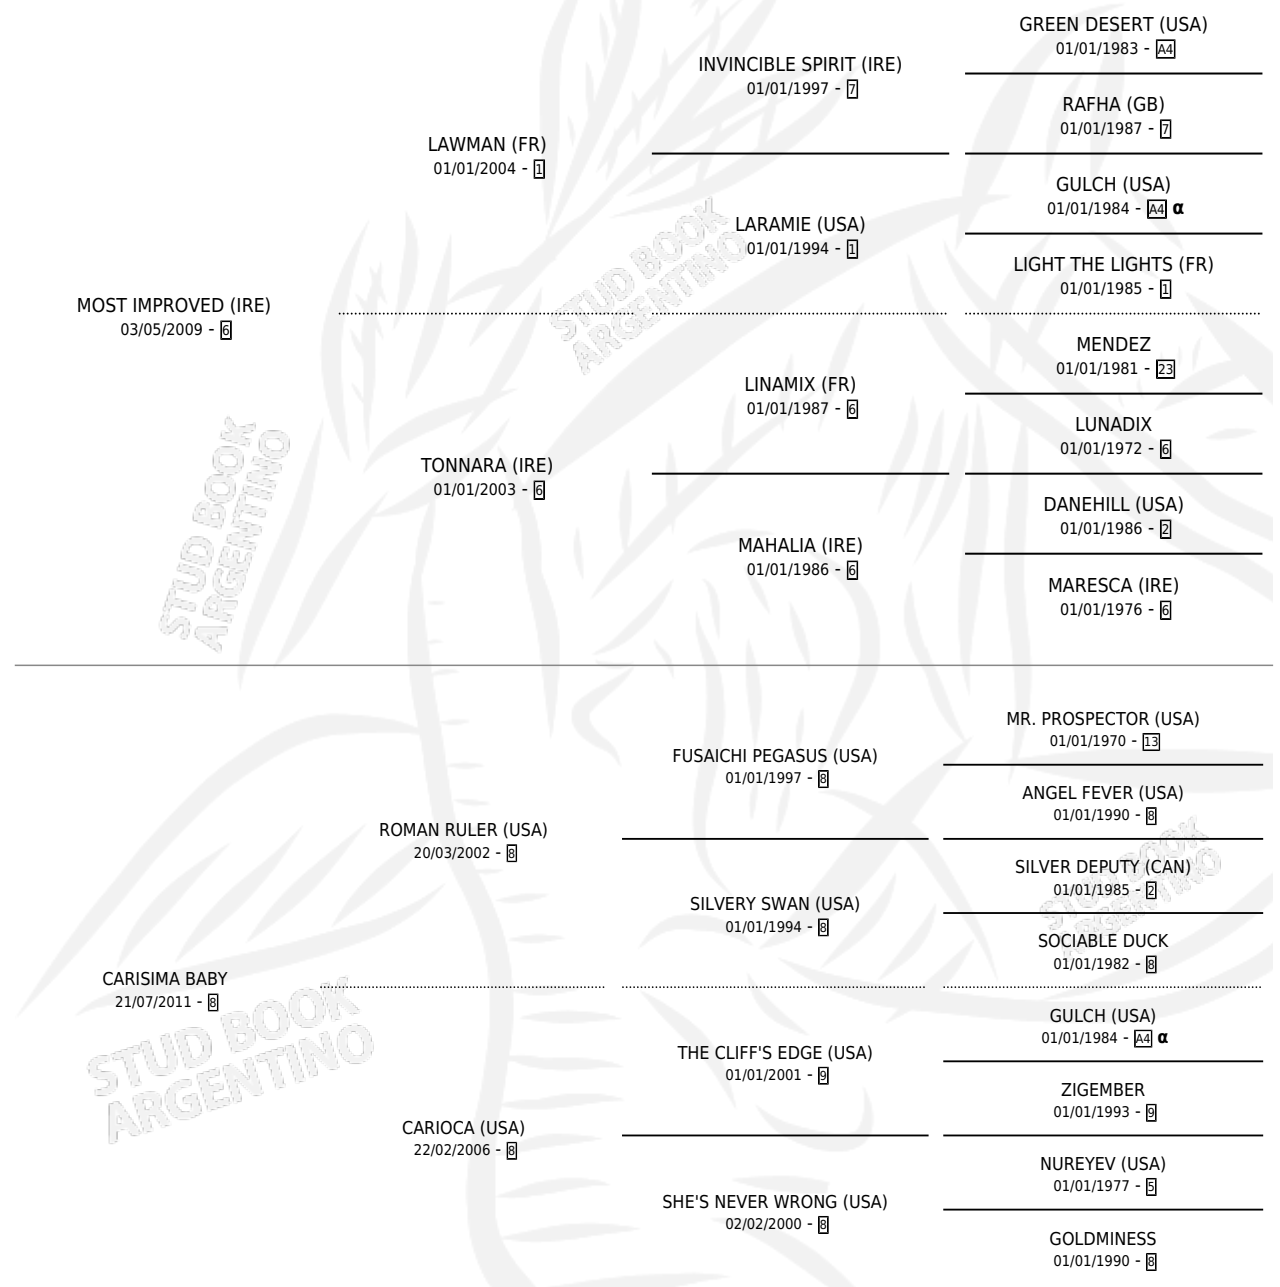 GREEN DESERT (USA)
01/01/1983 - A4
INVINCIBLE SPIRIT (IRE)
01/01/1997 - 7
RAFHA (GB)
01/01/1987 - 7
LAWMAN (FR)
01/01/2004 - 1
GULCH (USA)
01/01/1984 - A4 α
LARAMIE (USA)
01/01/1994 - 1
LIGHT THE LIGHTS (FR)
01/01/1985 - 1
MOST IMPROVED (IRE)
03/05/2009 - 6
MENDEZ
01/01/1981 - 23
LINAMIX (FR)
01/01/1987 - 6
LUNADIX
01/01/1972 - 6
TONNARA (IRE)
01/01/2003 - 6
DANEHILL (USA)
01/01/1986 - 2
MAHALIA (IRE)
01/01/1986 - 6
MARESCA (IRE)
01/01/1976 - 6
STUD BOOK
ARGENTINO
STUD BOOK
ARGENTINO
MR. PROSPECTOR (USA)
01/01/1970 - 13
FUSAICHI PEGASUS (USA)
01/01/1997 - 8
ANGEL FEVER (USA)
01/01/1990 - 8
ROMAN RULER (USA)
20/03/2002 - 8
SILVER DEPUTY (CAN)
01/01/1985 - 2
SILVERY SWAN (USA)
01/01/1994 - 8
SOCIABLE DUCK
01/01/1982 - 8
CARISIMA BABY
21/07/2011 - 8
GULCH (USA)
01/01/1984 - A4 α
THE CLIFF'S EDGE (USA)
01/01/2001 - 9
ZIGEMBER
01/01/1993 - 9
CARIOCA (USA)
22/02/2006 - 8
NUREYEV (USA)
01/01/1977 - 5
SHE'S NEVER WRONG (USA)
02/02/2000 - 8
GOLDMINESS
01/01/1990 - 8
STUD BOOK
ARGENTINO
STUD BOOK
ARGENTINO